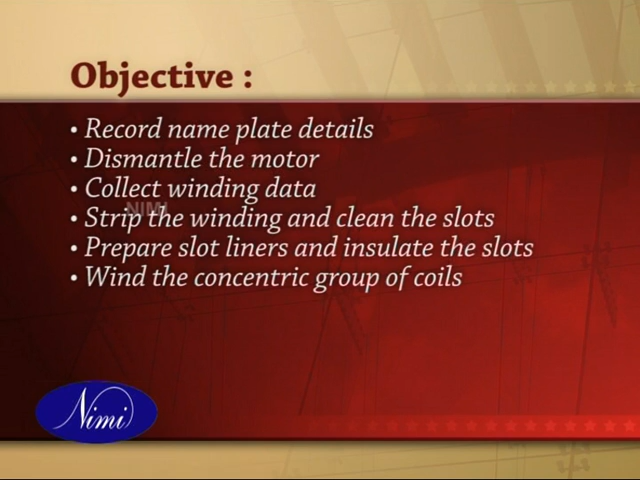 Objective :
• Record name plate details
• Dismantle the motor
• Collect winding data
NIMI
• Strip the winding and clean the slots
• Prepare slot liners and insulate the slots
• Wind the concentric group of coils
Nimi